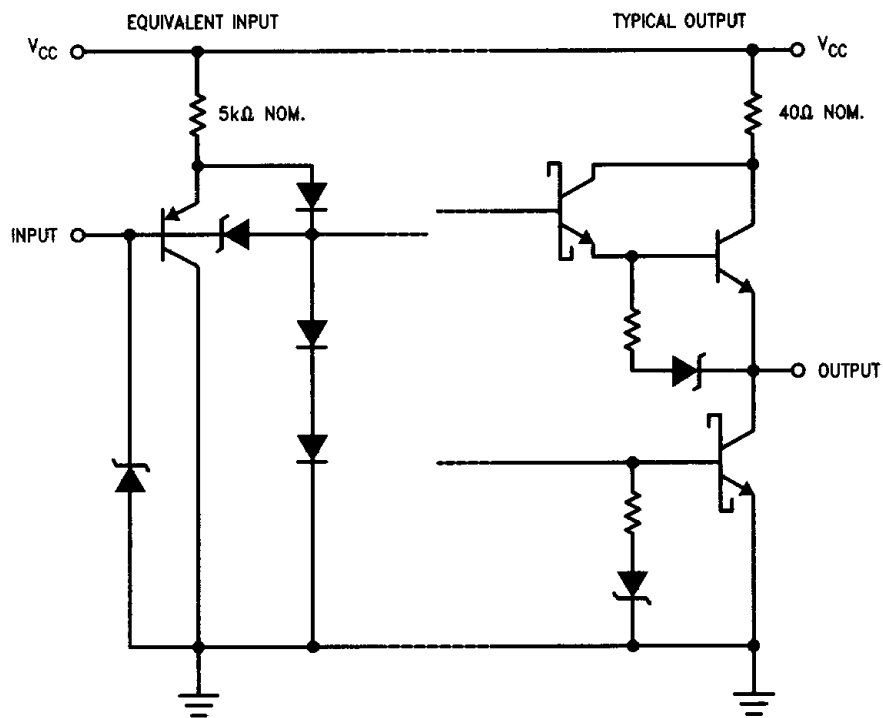 EQUIVALENT INPUT
TYPICAL OUTPUT
VCC
VCC
5kΩ NOM.
40Ω NOM.
INPUT
OUTPUT